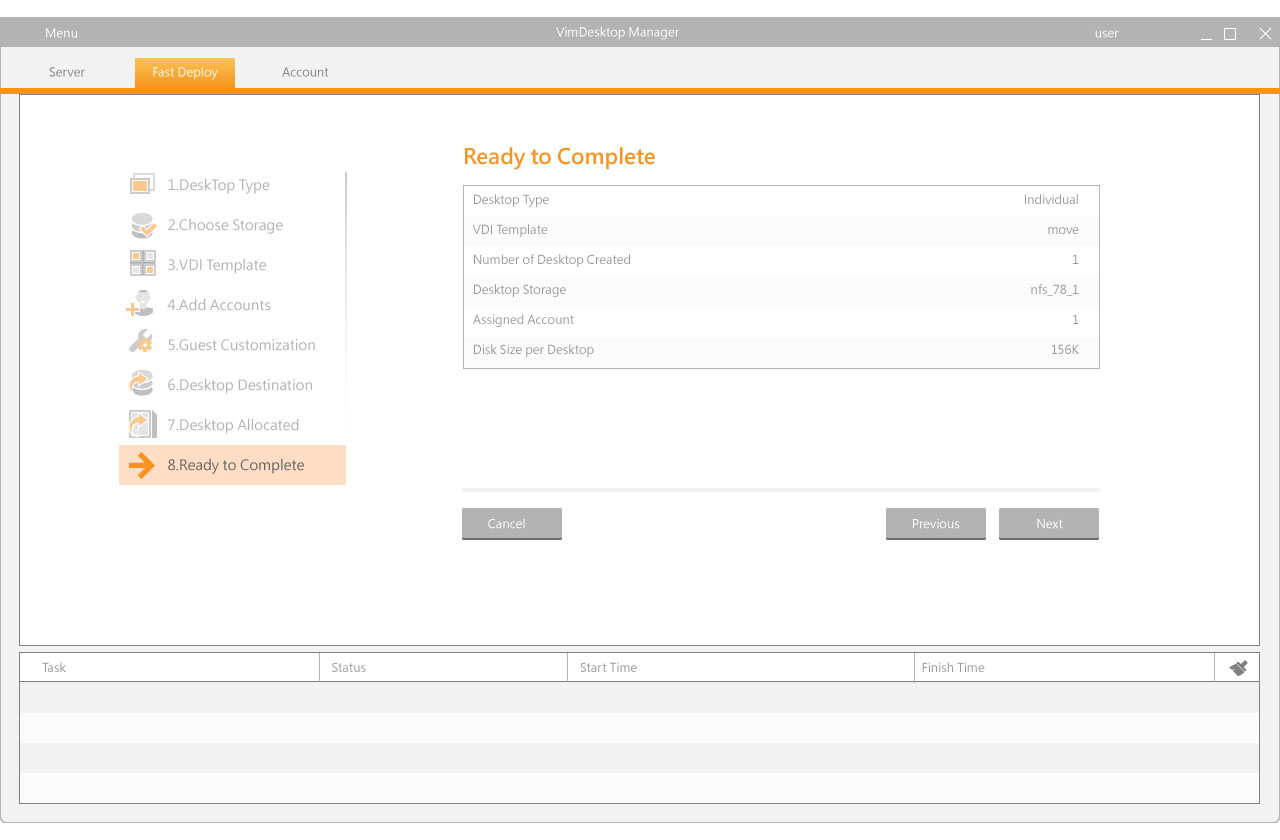 Menu VimDesktop Manager user
Server Fast Deploy Account
Ready to Complete
1.DeskTop Type
2.Choose Storage
3.VDI Template
4.Add Accounts
5.Guest Customization
6.Desktop Destination
7.Desktop Allocated
8.Ready to Complete
Desktop Type Individual
VDI Template move
Number of Desktop Created 1
Desktop Storage nfs_78_1
Assigned Account 1
Disk Size per Desktop 156K
Cancel Previous Next
Task Status Start Time Finish Time